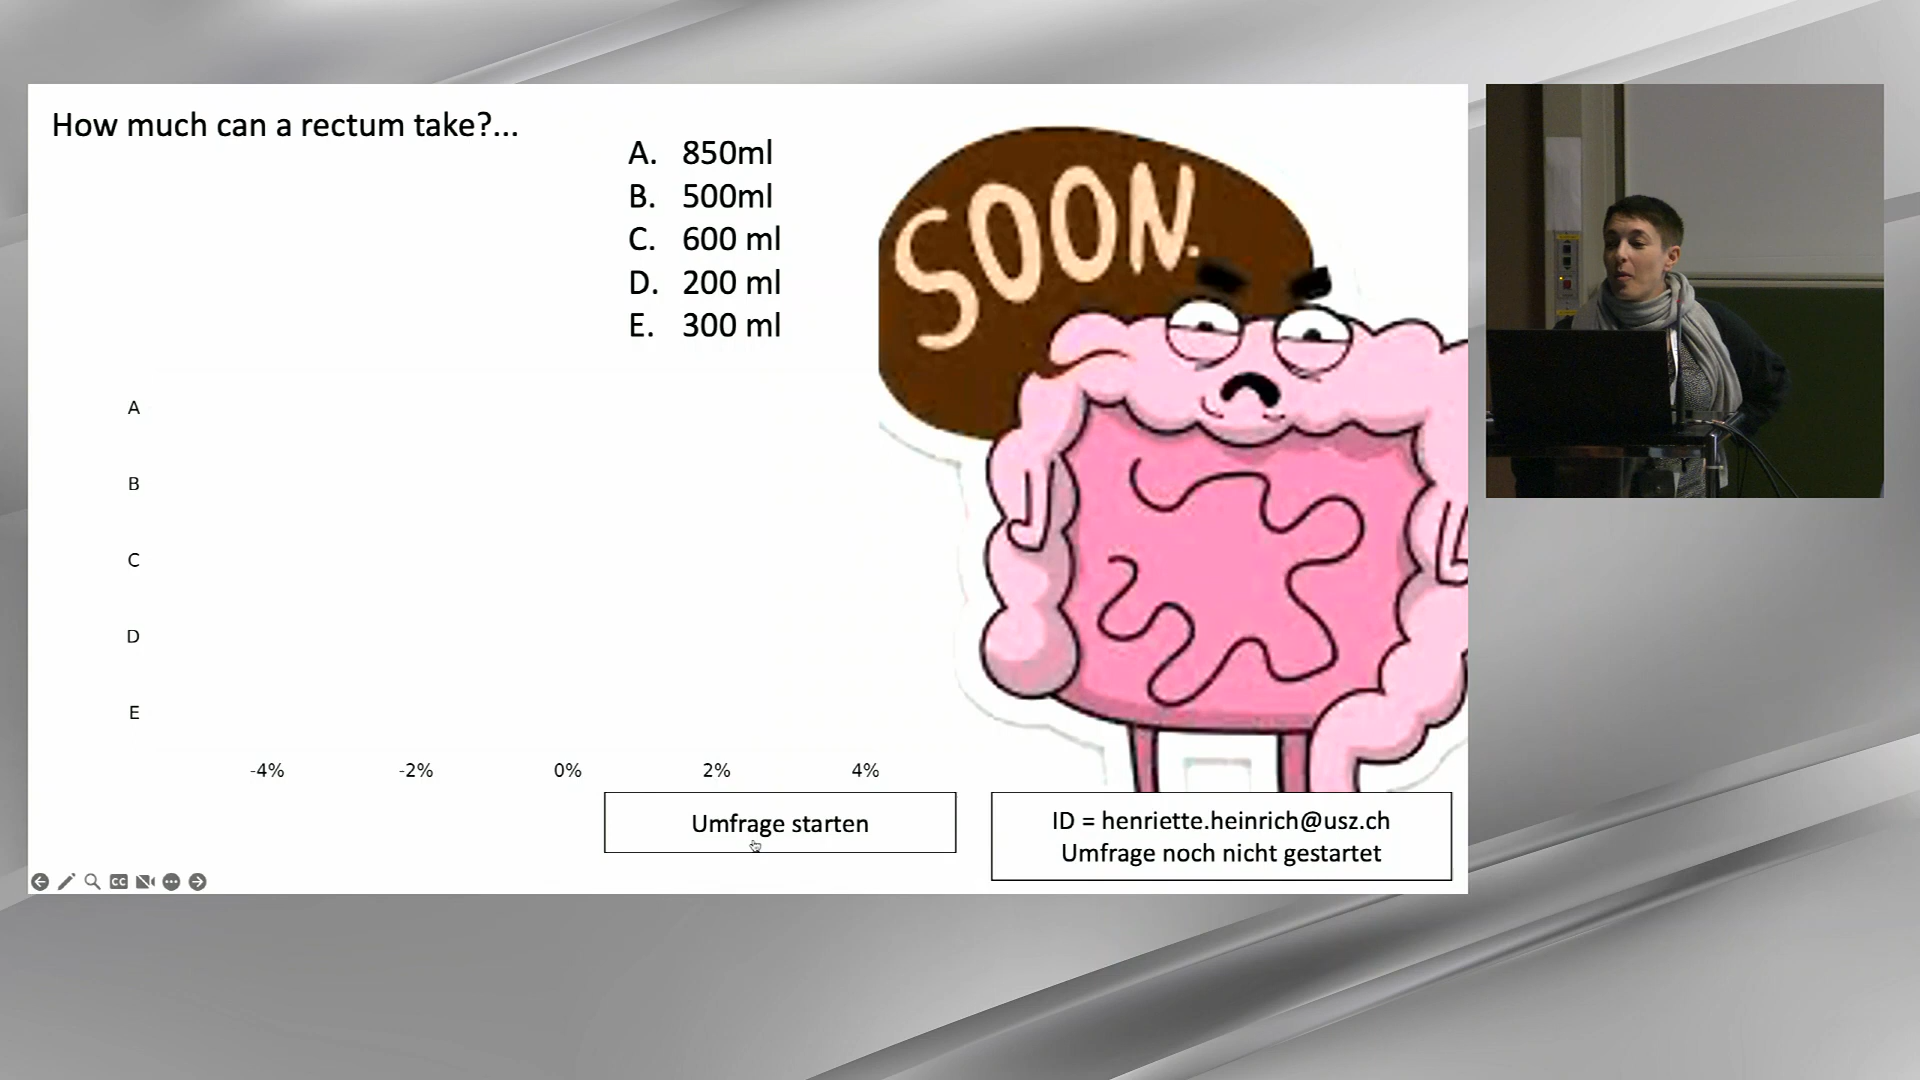 How much can a rectum take?...
A. 850ml
B. 500ml
C. 600 ml
D. 200 ml
E. 300 ml
SOON.
A
B
C
D
E
-4%
-2%
0%
2%
4%
Umfrage starten
ID = henriette.heinrich@usz.ch
Umfrage noch nicht gestartet
CC